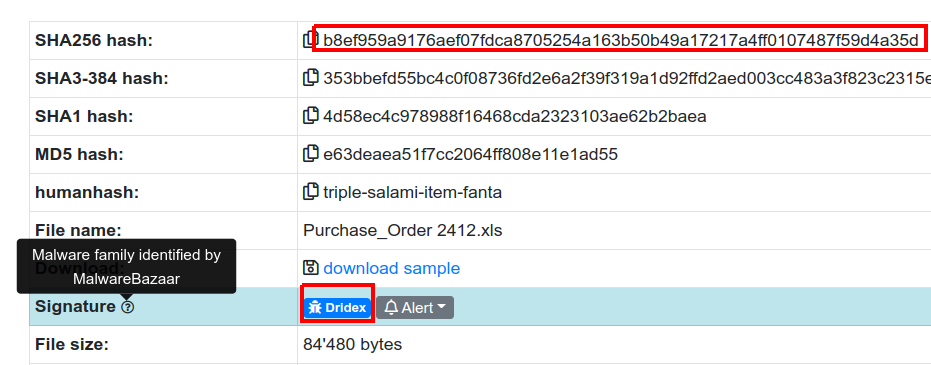 SHA256 hash: b8ef959a9176aef07fdca8705254a163b50b49a17217a4ff0107487f59d4a35d
SHA3-384 hash: 353bbefd55bc4c0f08736fd2e6a2f39f319a1d92ffd2aed003cc483a3f823c2315e
SHA1 hash: 4d58ec4c978988f16468cda2323103ae62b2baea
MD5 hash: e63deaea51f7cc2064ff808e11e1ad55
humanhash: triple-salami-item-fanta
File name: Purchase_Order 2412.xls
Malware family identified by
MalwareBazaar
Download: download sample
Signature Dridex Alert
File size: 84'480 bytes